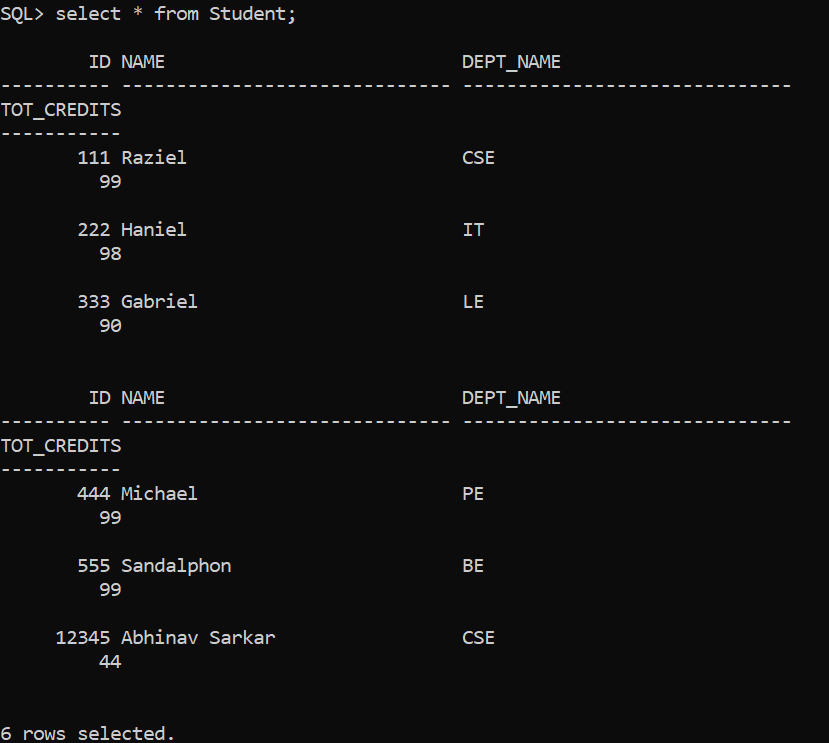 SQL> select * from Student;
        ID NAME                           DEPT_NAME
---------- ------------------------------ ------------------------------
TOT_CREDITS
-----------
       111 Raziel                         CSE
         99
       222 Haniel                         IT
         98
       333 Gabriel                        LE
         90
        ID NAME                           DEPT_NAME
---------- ------------------------------ ------------------------------
TOT_CREDITS
-----------
       444 Michael                        PE
         99
       555 Sandalphon                     BE
         99
     12345 Abhinav Sarkar                 CSE
         44
6 rows selected.